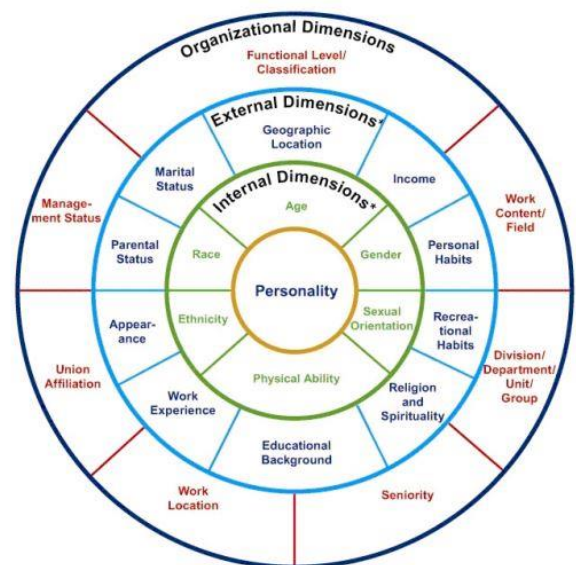 Organizational Dimensions
Functional Level/
Classification
External Dimensions*
Geographic
Location
Marital
Status
Income
Internal Dimensions*
Age
Manage-
ment Status
Work
Content/
Field
Parental
Status
Personal
Habits
Race
Gender
Personality
Ethnicity
Sexual
Orientation
Appear-
ance
Recrea-
tional
Habits
Union
Affiliation
Division/
Department/
Unit/
Group
Physical Ability
Work
Experience
Religion
and
Spirituality
Educational
Background
Work
Location
Seniority